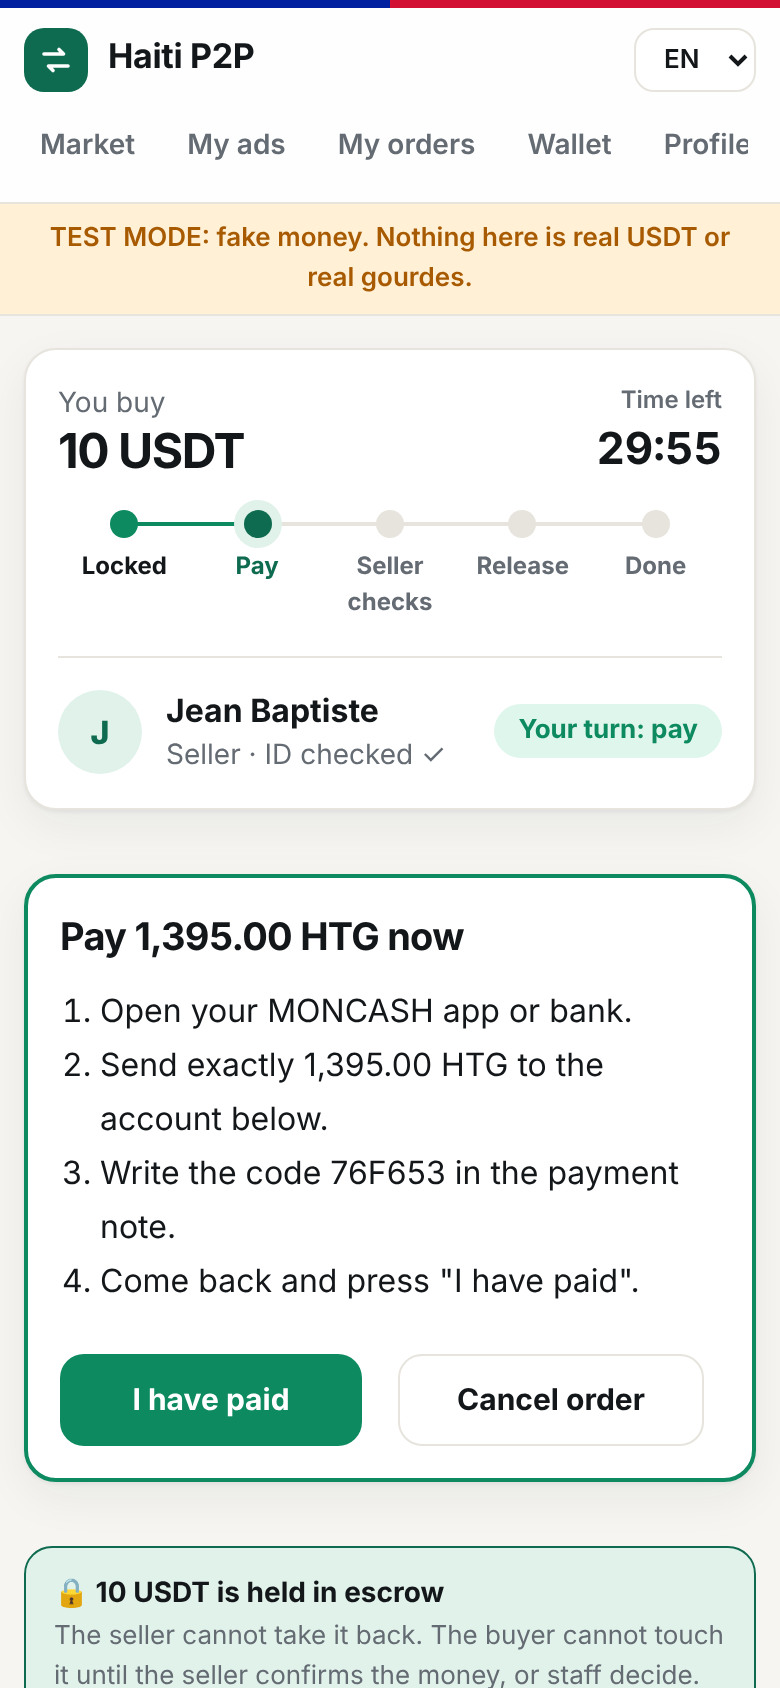 Haiti P2P
EN
Market My ads My orders Wallet Profile
TEST MODE: fake money. Nothing here is real USDT or
real gourdes.
You buy
Time left
10 USDT
29:55
Locked
Pay
Seller
checks
Release
Done
J
Jean Baptiste
Seller · ID checked ✓
Your turn: pay
Pay 1,395.00 HTG now
1. Open your MONCASH app or bank.
2. Send exactly 1,395.00 HTG to the
account below.
3. Write the code 76F653 in the payment
note.
4. Come back and press "I have paid".
I have paid
Cancel order
🔒 10 USDT is held in escrow
The seller cannot take it back. The buyer cannot touch
it until the seller confirms the money, or staff decide.